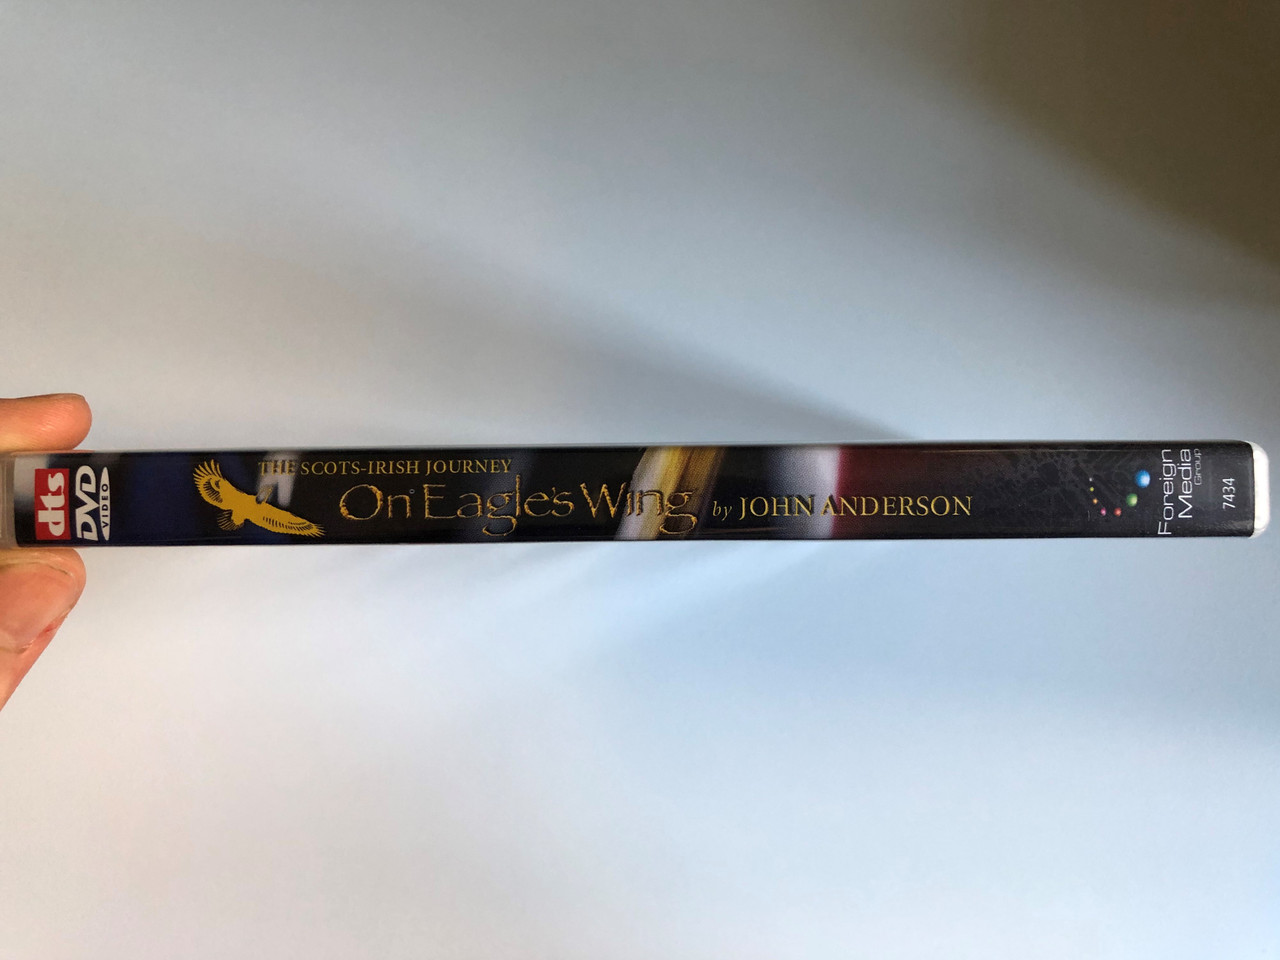 dts
DVD
VIDEO
THE SCOTS-IRISH JOURNEY
On Eagle's Wing by JOHN ANDERSON
Foreign
Media
Group
7434